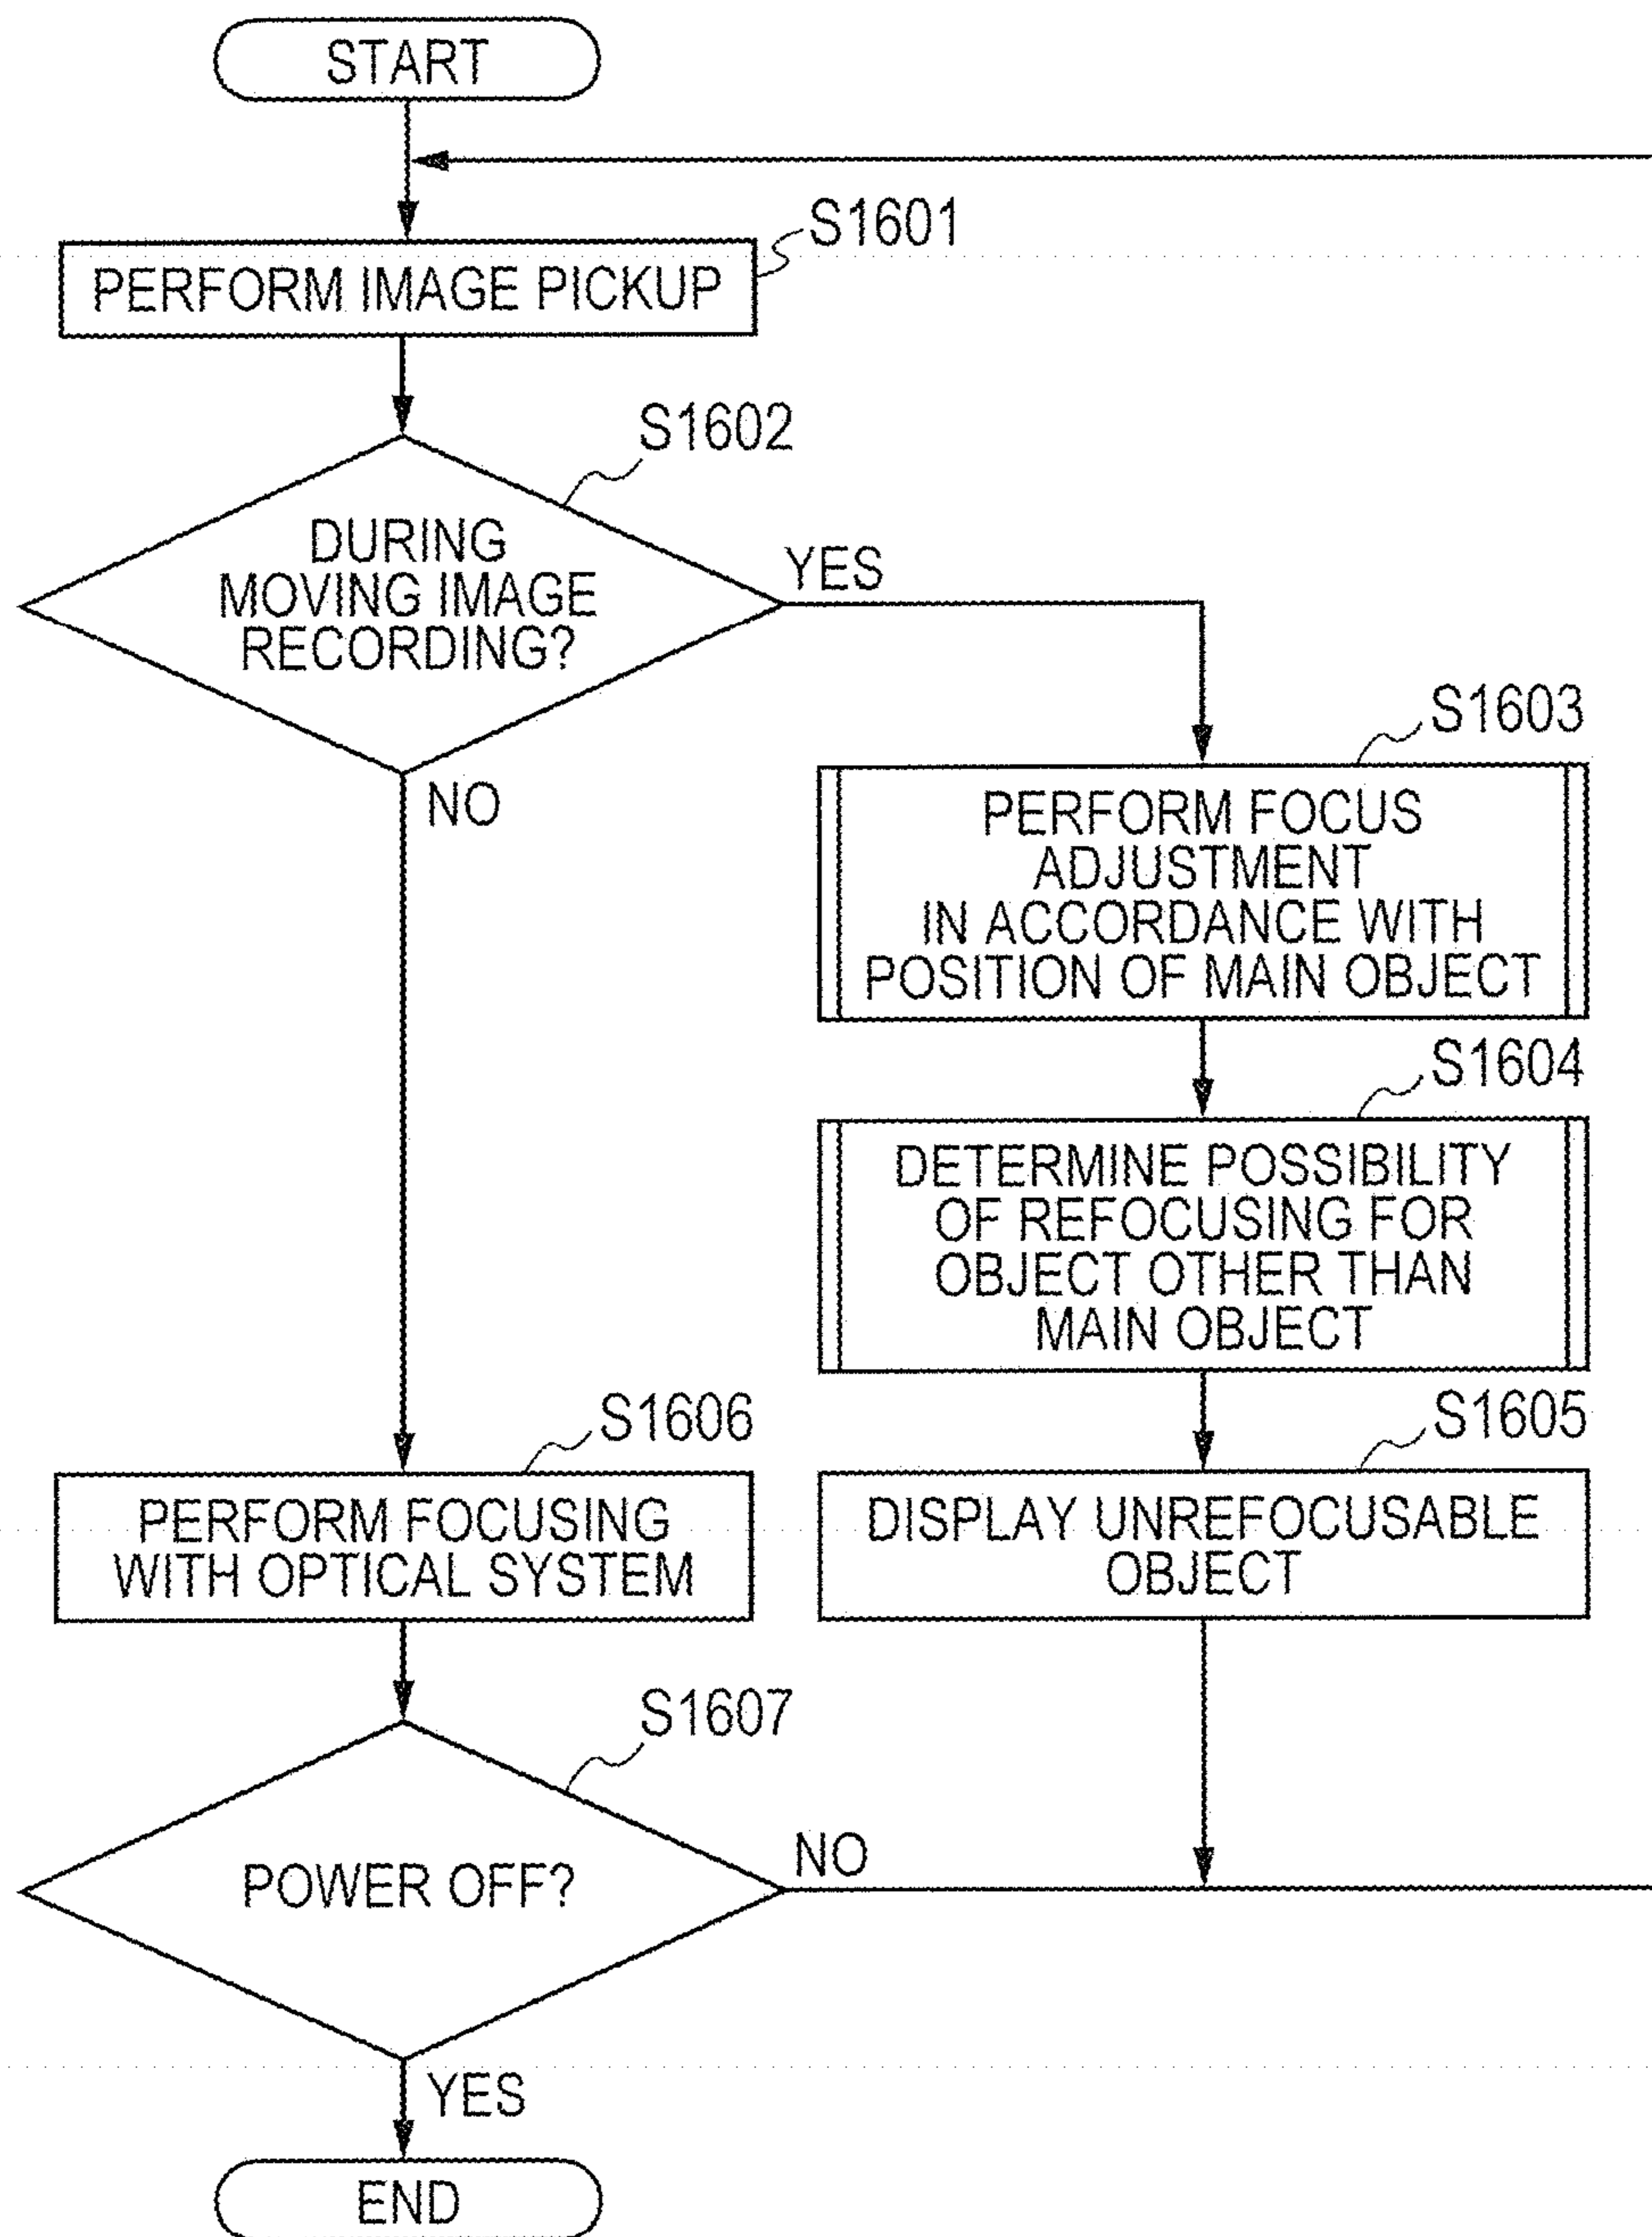 START
S1601
PERFORM IMAGE PICKUP
S1602
DURING
MOVING IMAGE
RECORDING?
YES
NO
S1603
PERFORM FOCUS
ADJUSTMENT
IN ACCORDANCE WITH
POSITION OF MAIN OBJECT
S1604
DETERMINE POSSIBILITY
OF REFOCUSING FOR
OBJECT OTHER THAN
MAIN OBJECT
S1605
DISPLAY UNREFOCUSABLE
OBJECT
S1606
PERFORM FOCUSING
WITH OPTICAL SYSTEM
S1607
POWER OFF?
NO
YES
END